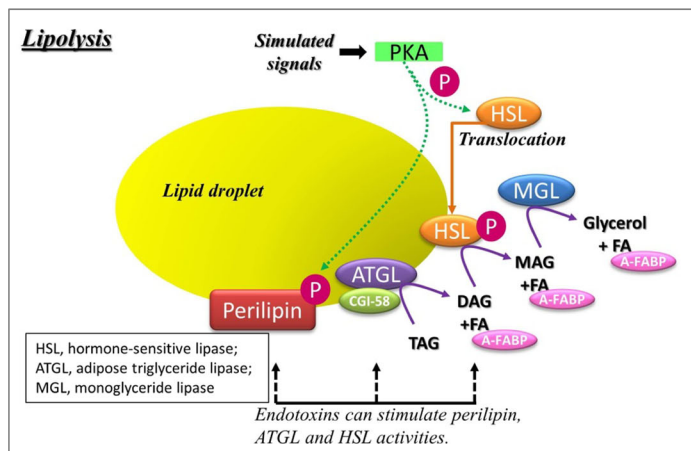 Lipolysis
Simulated
signals
PKA
P
HSL
Translocation
Lipid droplet
MGL
HSL
P
Glycerol
+ FA
A-FABP
MAG
+FA
A-FABP
ATGL
CGI-58
P
Perilipin
DAG
+FA
A-FABP
TAG
HSL, hormone-sensitive lipase;
ATGL, adipose triglyceride lipase;
MGL, monoglyceride lipase
Endotoxins can stimulate perilipin,
ATGL and HSL activities.